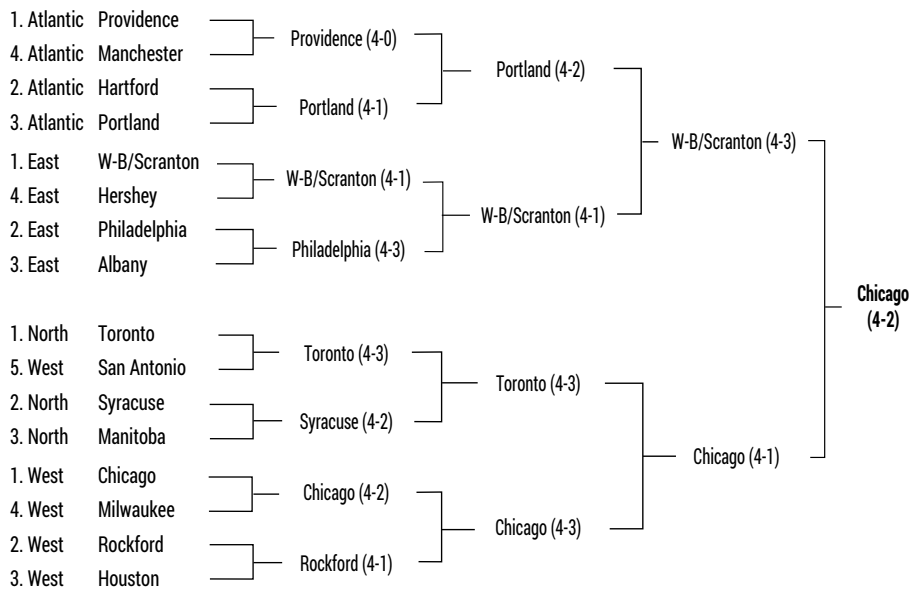 1. Atlantic Providence
4. Atlantic Manchester
Providence (4-0)
2. Atlantic Hartford
3. Atlantic Portland
Portland (4-1)
Portland (4-2)
1. East W-B/Scranton
4. East Hershey
W-B/Scranton (4-1)
2. East Philadelphia
3. East Albany
Philadelphia (4-3)
W-B/Scranton (4-1)
W-B/Scranton (4-3)
1. North Toronto
5. West San Antonio
Toronto (4-3)
2. North Syracuse
3. North Manitoba
Syracuse (4-2)
Toronto (4-3)
1. West Chicago
4. West Milwaukee
Chicago (4-2)
2. West Rockford
3. West Houston
Rockford (4-1)
Chicago (4-3)
Chicago (4-1)
Chicago
(4-2)